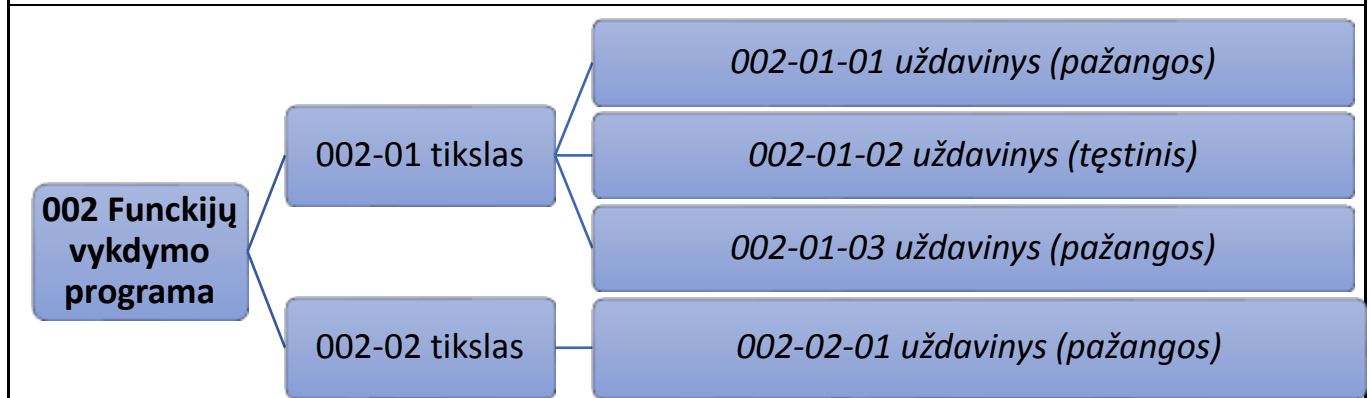 002 Funckijų
vykdymo
programa
002-01 tikslas
002-01-01 uždavinys (pažangos)
002-01-02 uždavinys (tęstinis)
002-01-03 uždavinys (pažangos)
002-02 tikslas
002-02-01 uždavinys (pažangos)